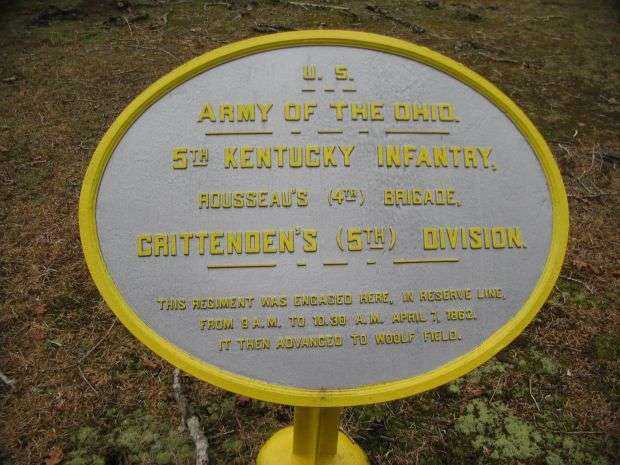 U. S.
ARMY OF THE OHIO.
5TH KENTUCKY INFANTRY,
ROUSSEAU'S (4TH) BRIGADE,
CRITTENDEN'S (5TH) DIVISION.
THIS REGIMENT WAS ENGAGED HERE, IN RESERVE LINE,
FROM 9 A.M. TO 10.30 A.M. APRIL 7, 1862.
IT THEN ADVANCED TO WOOLF FIELD.